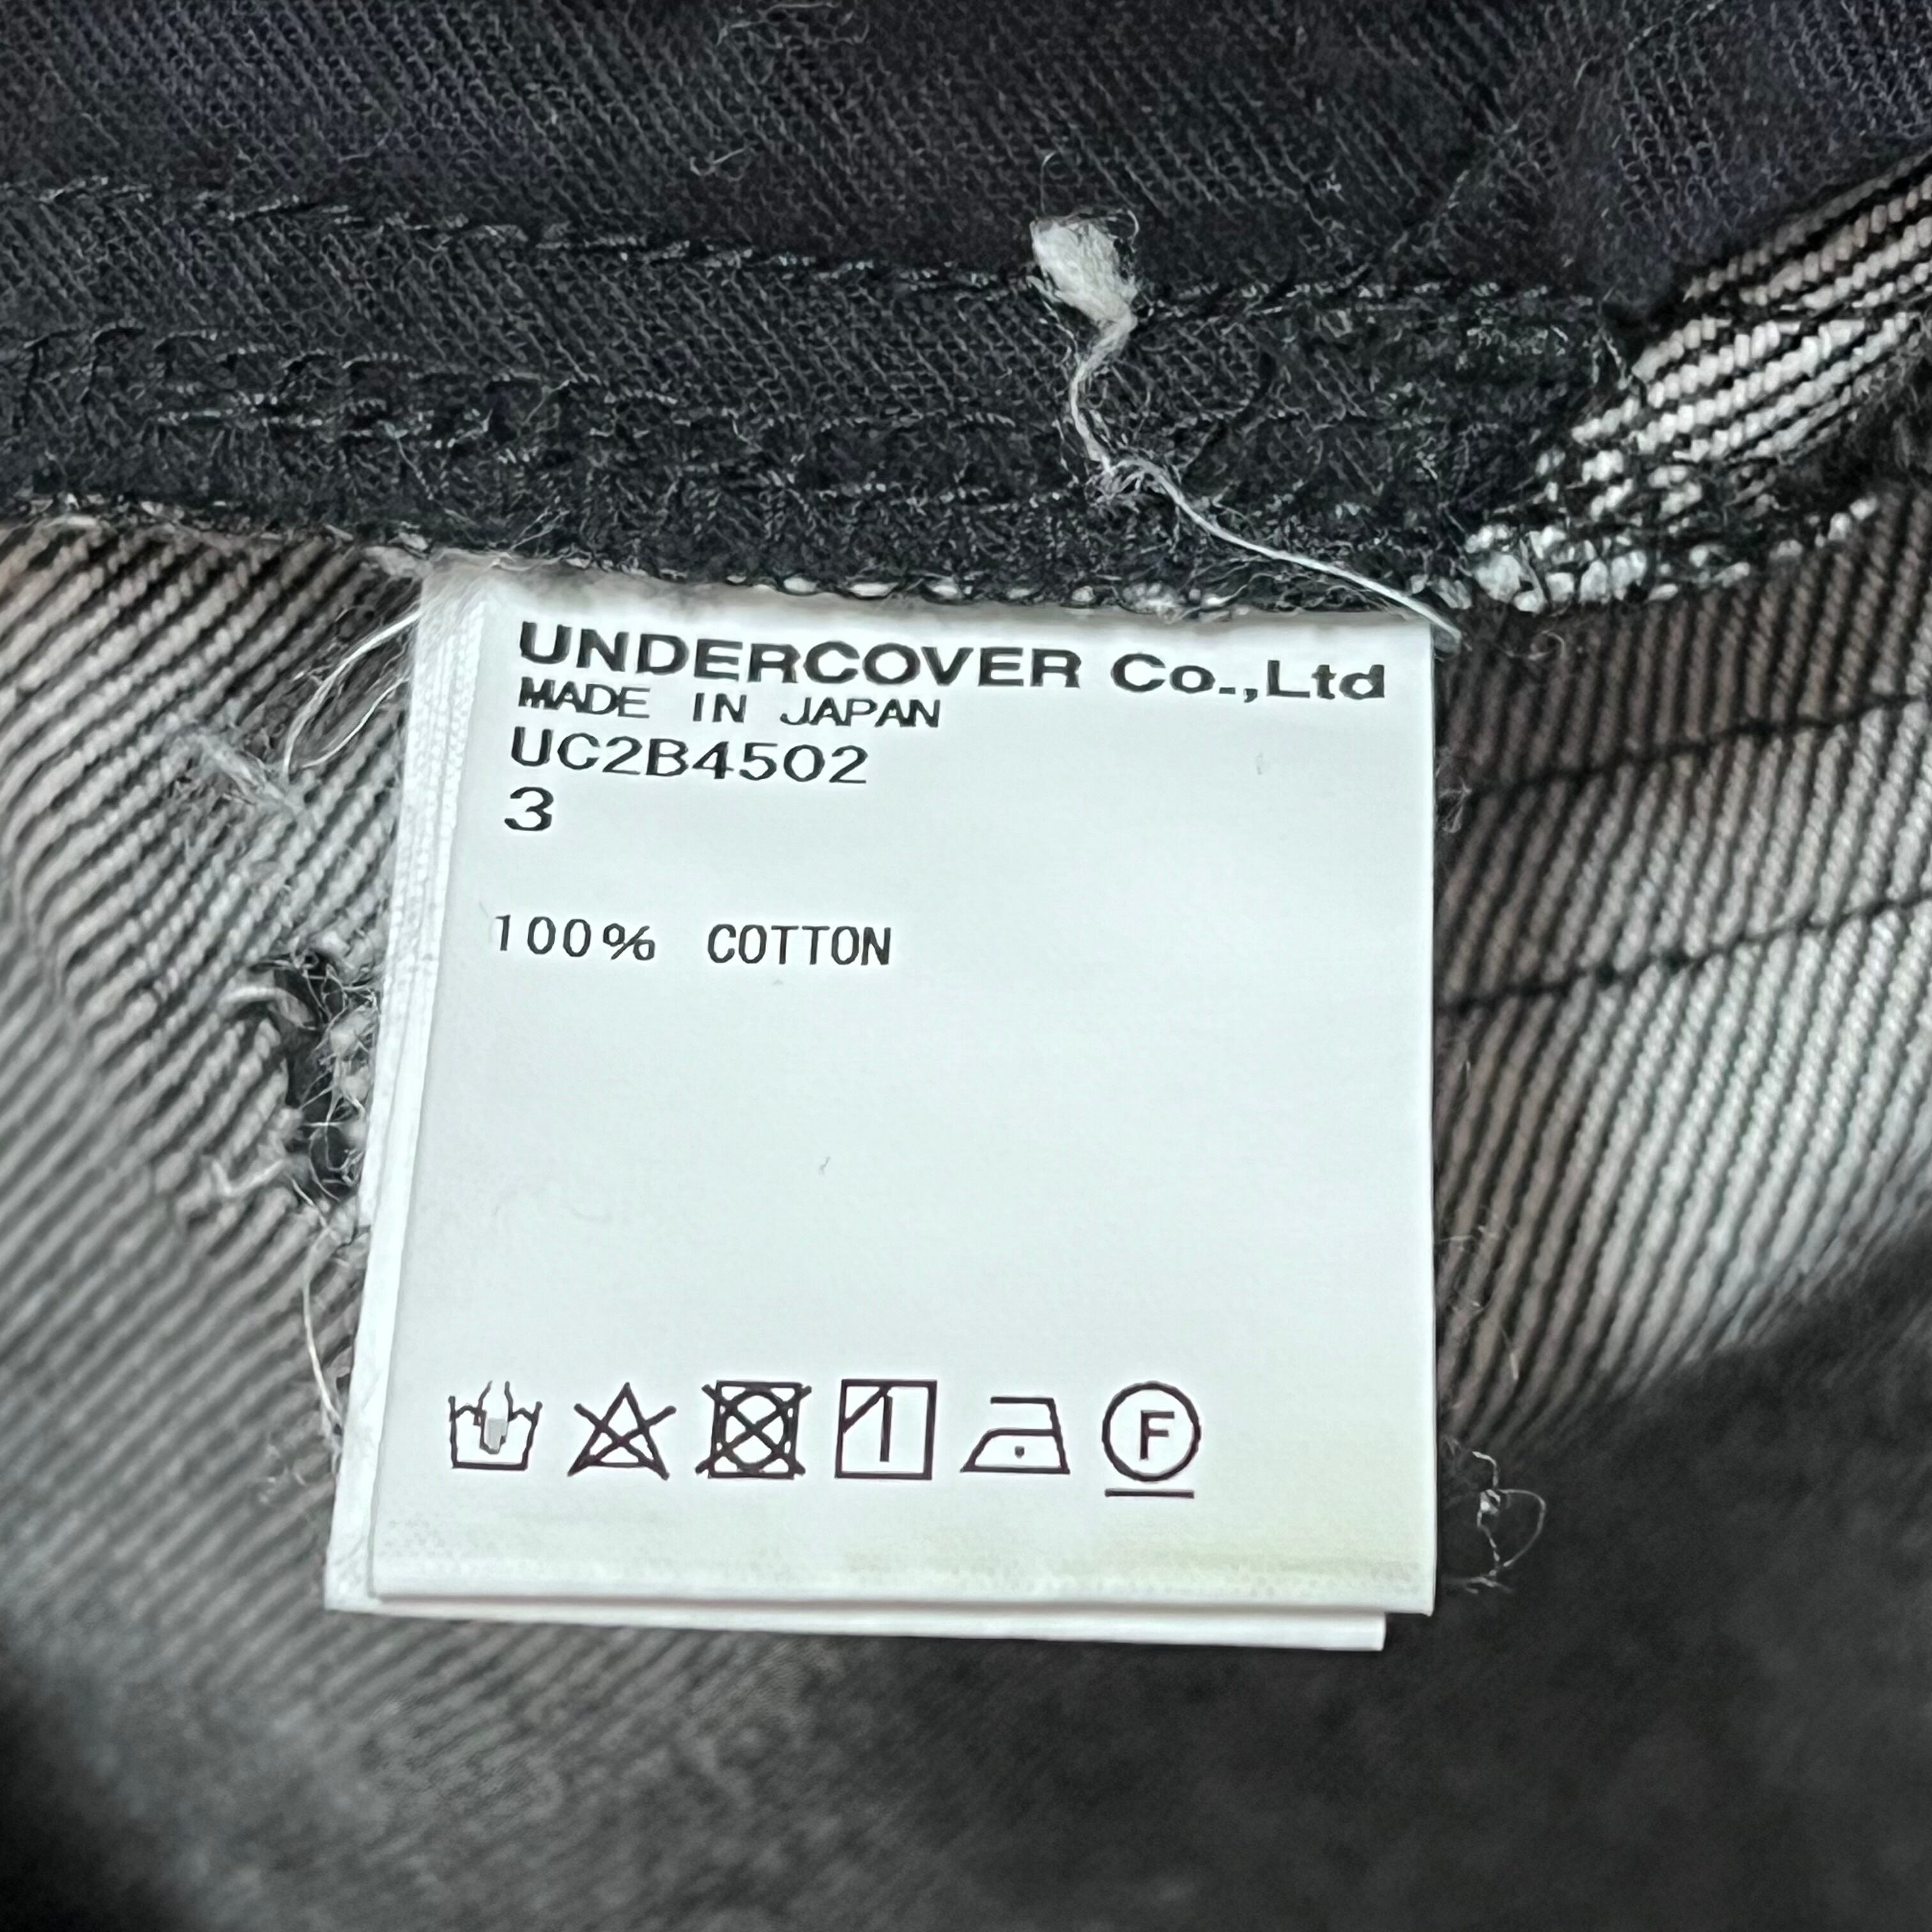 UNDERCOVER Co.,Ltd
MADE IN JAPAN
UC2B4502
3
100% COTTON
F